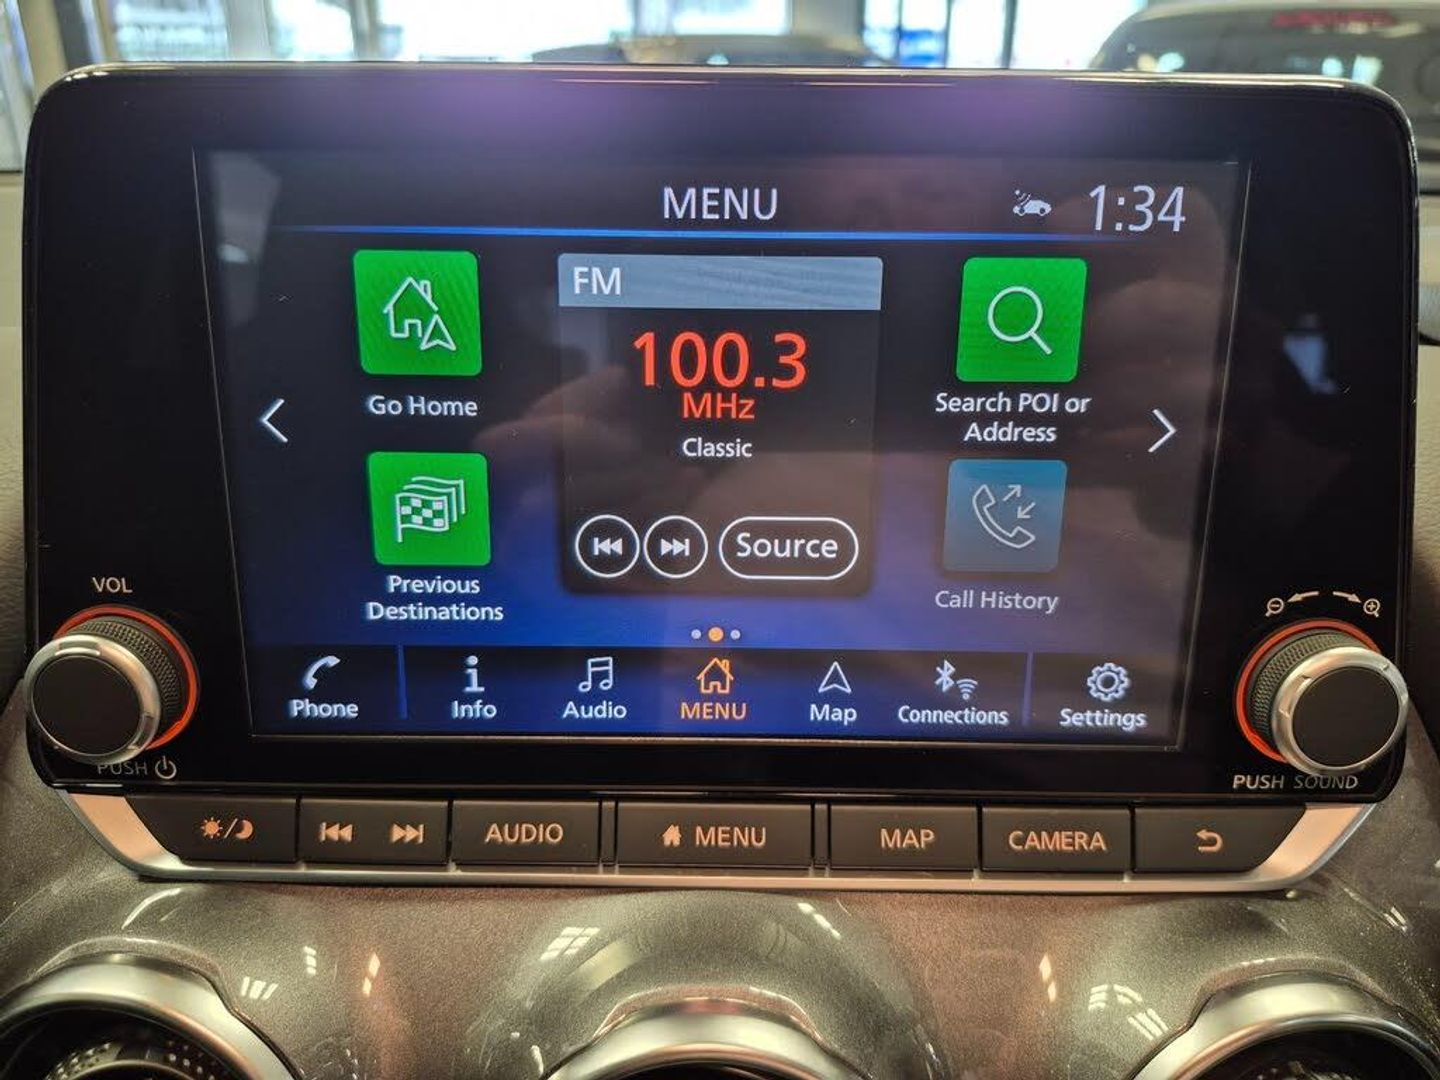 MENU
1:34
FM
100.3
MHz
Classic
Go Home
Search POI or
Address
Previous
Destinations
Source
Call History
VOL
PUSH
Phone
Info
Audio
MENU
Map
Connections
Settings
PUSH SOUND
AUDIO
MENU
MAP
CAMERA